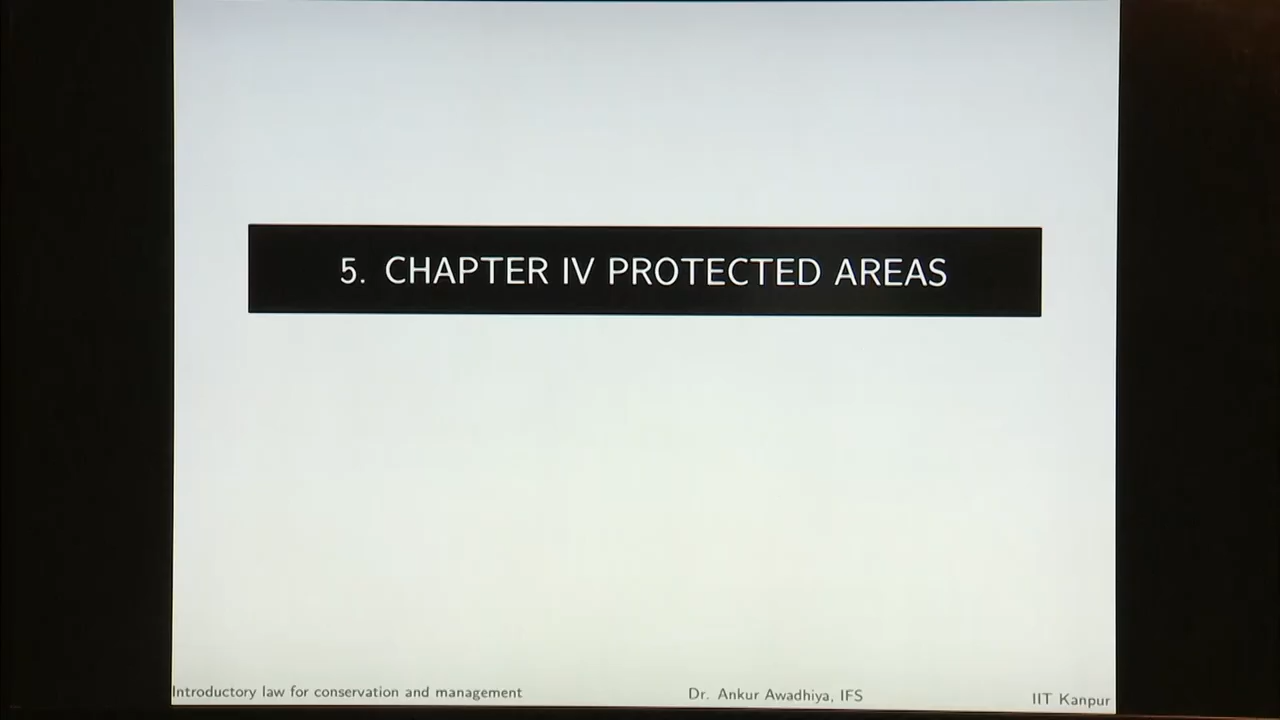 5. CHAPTER IV PROTECTED AREAS
Introductory law for conservation and management Dr. Ankur Awadhiya, IFS IIT Kanpur